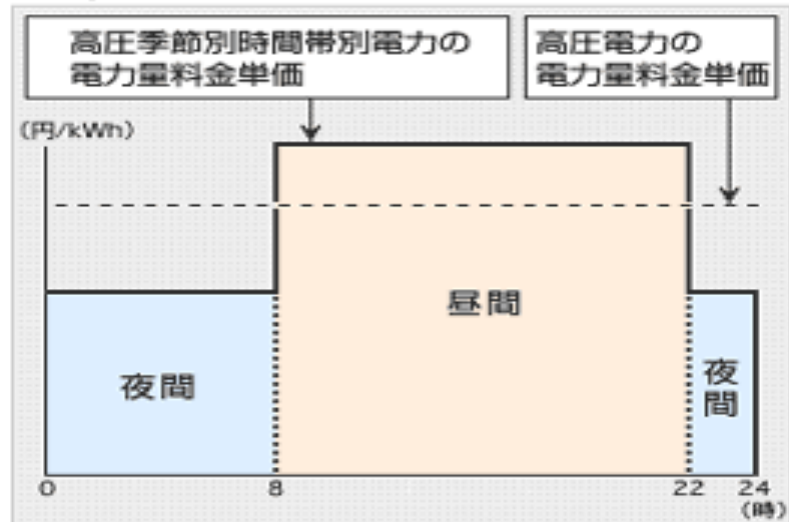 高圧季節別時間帯別電力の
電力量料金単価
高圧電力の
電力量料金単価
(円/kWh)
昼間
夜間
夜間
0
8
22
24
(時)